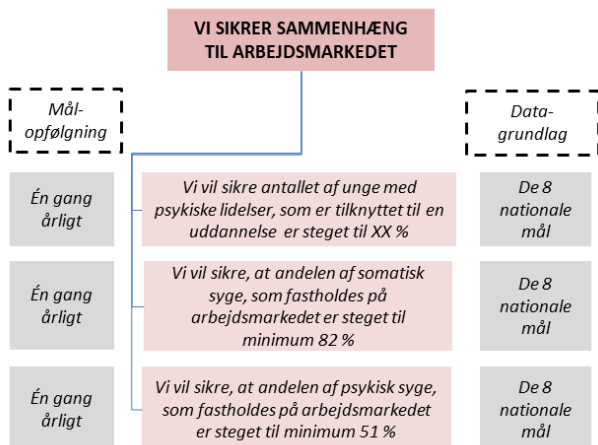 VI SIKRER SAMMENHÆNG
TIL ARBEJDSMARKEDET
Mål-
opfølgning
Data-
grundlag
Én gang
årligt
Vi vil sikre antallet af unge med
psykiske lidelser, som er tilknyttet til en
uddannelse er steget til XX %
De 8
nationale
mål
Én gang
årligt
Vi vil sikre, at andelen af somatisk
syge, som fastholdes på
arbejdsmarkedet er steget til
minimum 82 %
De 8
nationale
mål
Én gang
årligt
Vi vil sikre, at andelen af psykisk syge,
som fastholdes på arbejdsmarkedet
er steget til minimum 51 %
De 8
nationale
mål